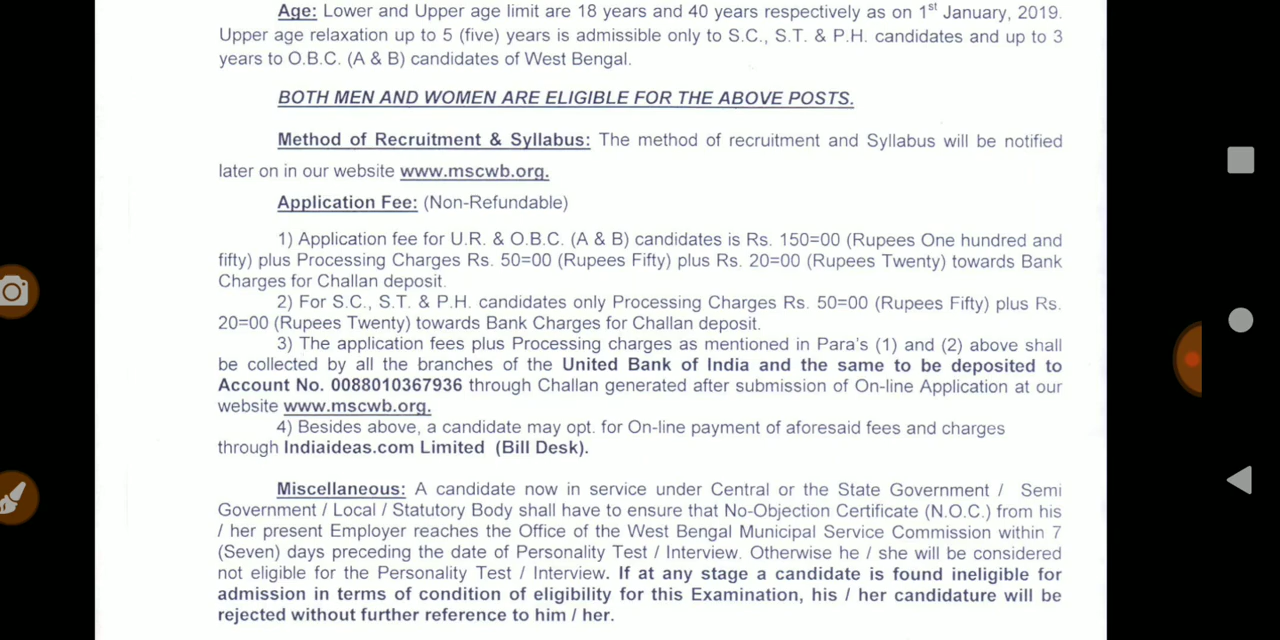 Age: Lower and Upper age limit are 18 years and 40 years respectively as on 1st January, 2019.
Upper age relaxation up to 5 (five) years is admissible only to S.C., S.T. & P.H. candidates and up to 3
years to O.B.C. (A & B) candidates of West Bengal.
BOTH MEN AND WOMEN ARE ELIGIBLE FOR THE ABOVE POSTS.
Method of Recruitment & Syllabus: The method of recruitment and Syllabus will be notified
later on in our website www.mscwb.org.
Application Fee: (Non-Refundable)
1) Application fee for U.R. & O.B.C. (A & B) candidates is Rs. 150=00 (Rupees One hundred and
fifty) plus Processing Charges Rs. 50=00 (Rupees Fifty) plus Rs. 20=00 (Rupees Twenty) towards Bank
Charges for Challan deposit.
2) For S.C., S.T. & P.H. candidates only Processing Charges Rs. 50=00 (Rupees Fifty) plus Rs.
20=00 (Rupees Twenty) towards Bank Charges for Challan deposit.
3) The application fees plus Processing charges as mentioned in Para's (1) and (2) above shall
be collected by all the branches of the United Bank of India and the same to be deposited to
Account No. 0088010367936 through Challan generated after submission of On-line Application at our
website www.mscwb.org.
4) Besides above, a candidate may opt. for On-line payment of aforesaid fees and charges
through Indiaideas.com Limited (Bill Desk).
Miscellaneous: A candidate now in service under Central or the State Government / Semi
Government / Local / Statutory Body shall have to ensure that No-Objection Certificate (N.O.C.) from his
/ her present Employer reaches the Office of the West Bengal Municipal Service Commission within 7
(Seven) days preceding the date of Personality Test / Interview. Otherwise he / she will be considered
not eligible for the Personality Test / Interview. If at any stage a candidate is found ineligible for
admission in terms of condition of eligibility for this Examination, his / her candidature will be
rejected without further reference to him / her.